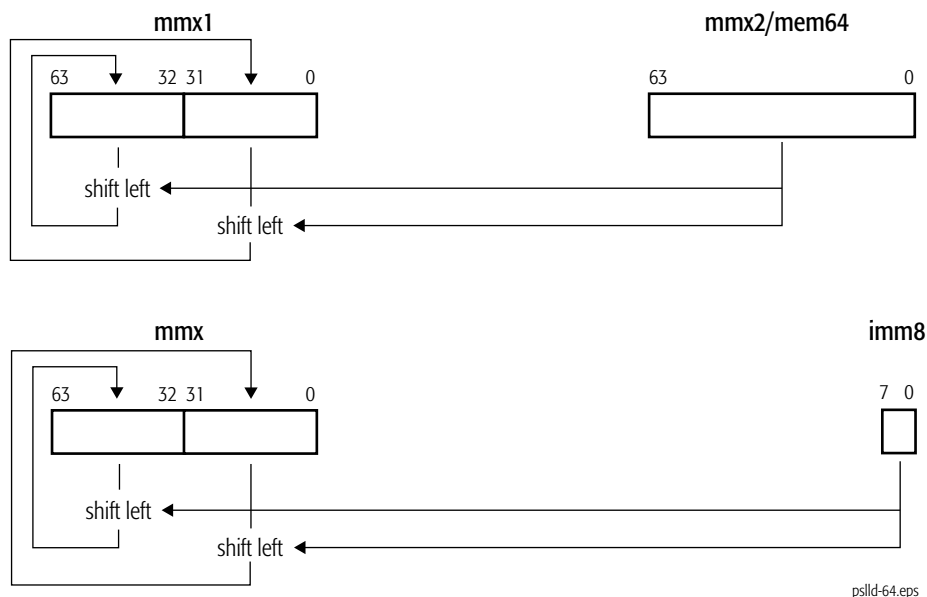 mmx1 mmx2/mem64
63 32 31 0 63 0
shift left
shift left
mmx imm8
63 32 31 0 7 0
shift left
shift left
pslld-64.eps